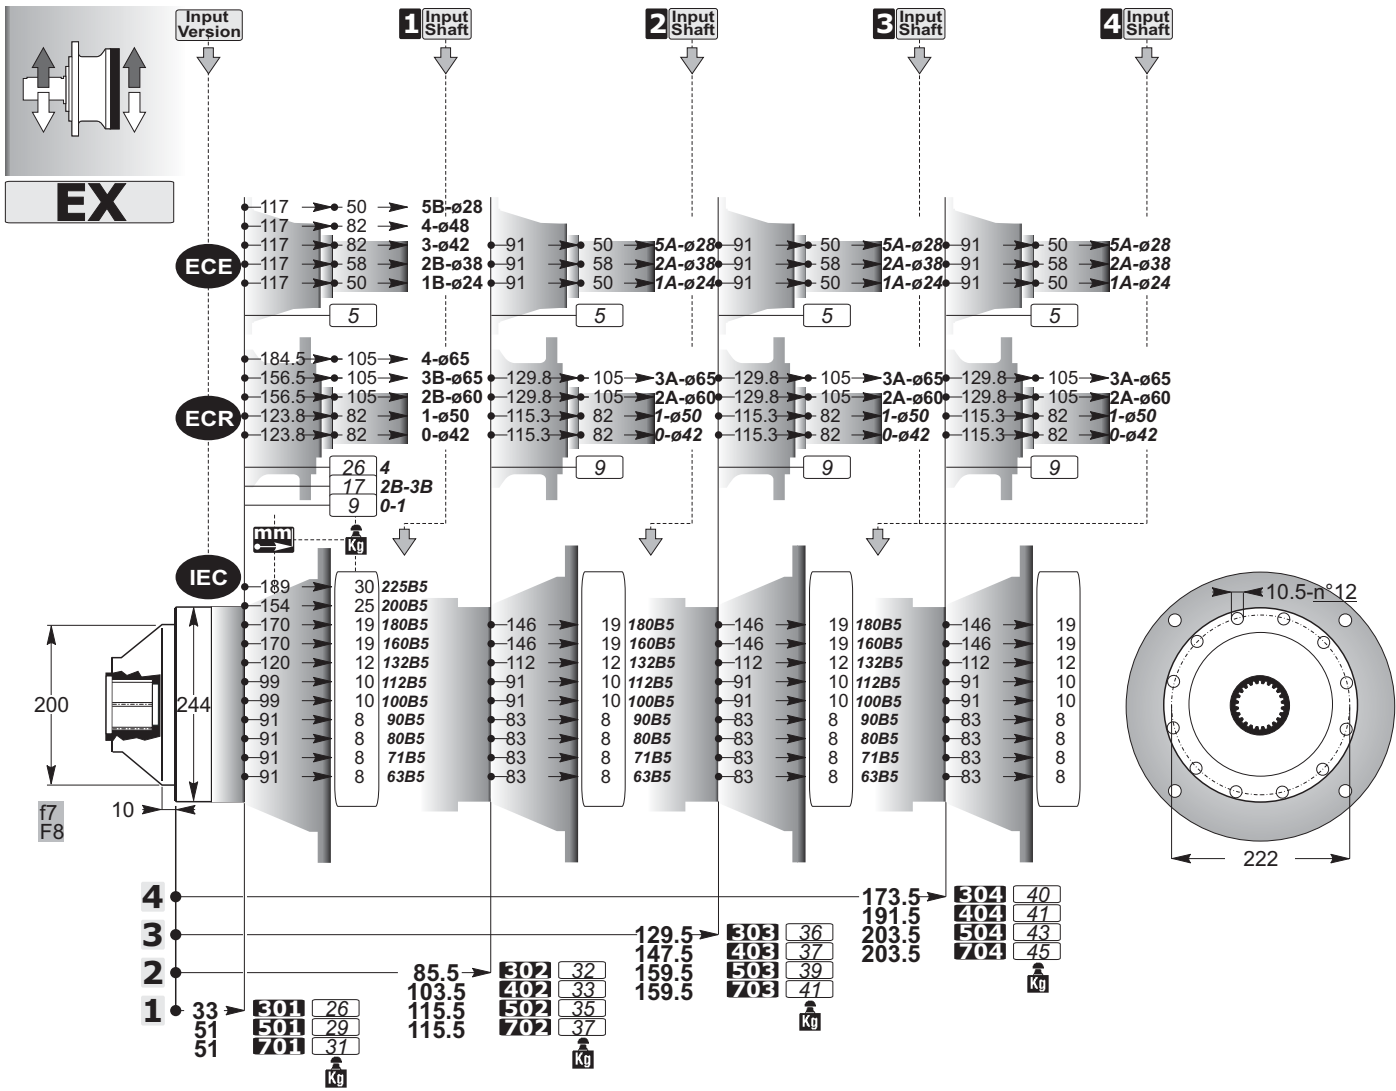 Input Version
1 Input Shaft
2 Input Shaft
3 Input Shaft
4 Input Shaft
EX
ECE
117 50 5B-ø28
117 82 4-ø48
117 82 3-ø42 91 50 5A-ø28 91 50 5A-ø28 91 50 5A-ø28
117 58 2B-ø38 91 58 2A-ø38 91 58 2A-ø38 91 58 2A-ø38
117 50 1B-ø24 91 50 1A-ø24 91 50 1A-ø24 91 50 1A-ø24
5 5 5 5
ECR
184.5 105 4-ø65
156.5 105 3B-ø65 129.8 105 3A-ø65 129.8 105 3A-ø65 129.8 105 3A-ø65
156.5 105 2B-ø60 129.8 105 2A-ø60 129.8 105 2A-ø60 129.8 105 2A-ø60
123.8 82 1-ø50 115.3 82 1-ø50 115.3 82 1-ø50 115.3 82 1-ø50
123.8 82 0-ø42 115.3 82 0-ø42 115.3 82 0-ø42 115.3 82 0-ø42
26 4 9 9 9
17 2B-3B
9 0-1
mm Kg
IEC
189 30 225B5
154 25 200B5
170 19 180B5 146 19 180B5 146 19 180B5 146 19
170 19 160B5 146 19 160B5 146 19 160B5 146 19
120 12 132B5 112 12 132B5 112 12 132B5 112 12
99 10 112B5 91 10 112B5 91 10 112B5 91 10
99 10 100B5 91 10 100B5 91 10 100B5 91 10
91 8 90B5 83 8 90B5 83 8 90B5 83 8
91 8 80B5 83 8 80B5 83 8 80B5 83 8
91 8 71B5 83 8 71B5 83 8 71B5 83 8
91 8 63B5 83 8 63B5 83 8 63B5 83 8
200
244
10
f7
F8
10.5-n°12
222
4
173.5 304 40
191.5 404 41
203.5 504 43
203.5 704 45
Kg
3
129.5 303 36
147.5 403 37
159.5 503 39
159.5 703 41
Kg
2
85.5 302 32
103.5 402 33
115.5 502 35
115.5 702 37
Kg
1
33 301 26
51 501 29
51 701 31
Kg